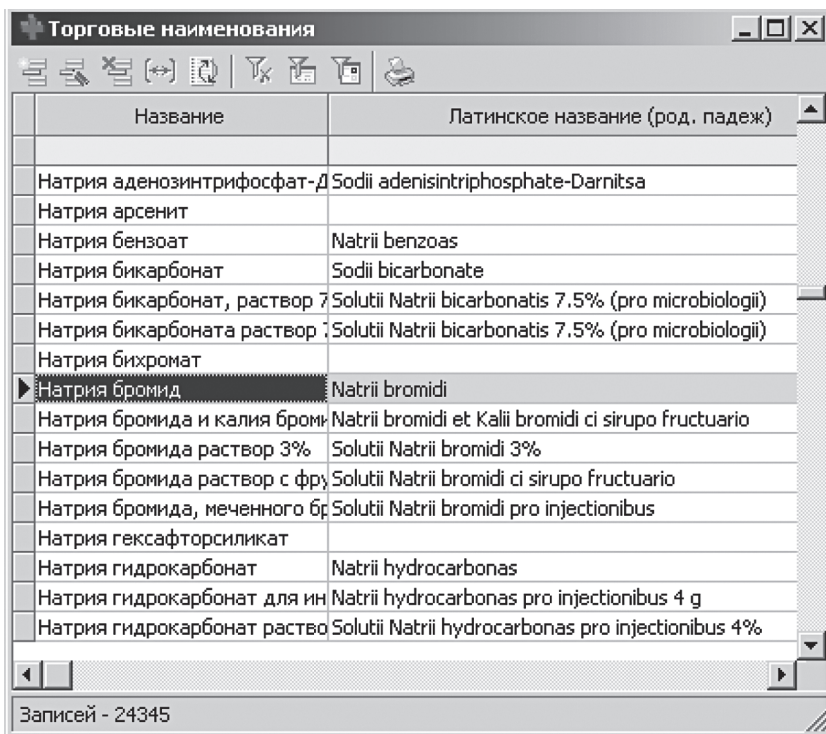 Торговые наименования
Название Латинское название (род. падеж)
Натрия аденозинтрифосфат-Д Sodii adenisintriphosphate-Darnitsa
Натрия арсенит
Натрия бензоат Natrii benzoas
Натрия бикарбонат Sodii bicarbonate
Натрия бикарбонат, раствор 7 Solutii Natrii bicarbonatis 7.5% (pro microbiologii)
Натрия бикарбоната раствор Solutii Natrii bicarbonatis 7.5% (pro microbiologii)
Натрия бихромат
Натрия бромид Natrii bromidi
Натрия бромида и калия броми Natrii bromidi et Kalii bromidi ci sirupo fructuario
Натрия бромида раствор 3% Solutii Natrii bromidi 3%
Натрия бромида раствор с фру Solutii Natrii bromidi ci sirupo fructuario
Натрия бромида, меченного бр Solutii Natrii bromidi pro injectionibus
Натрия гексафторсиликат
Натрия гидрокарбонат Natrii hydrocarbonas
Натрия гидрокарбонат для ин Natrii hydrocarbonas pro injectionibus 4 g
Натрия гидрокарбонат раство Solutii Natrii hydrocarbonas pro injectionibus 4%
Записей - 24345